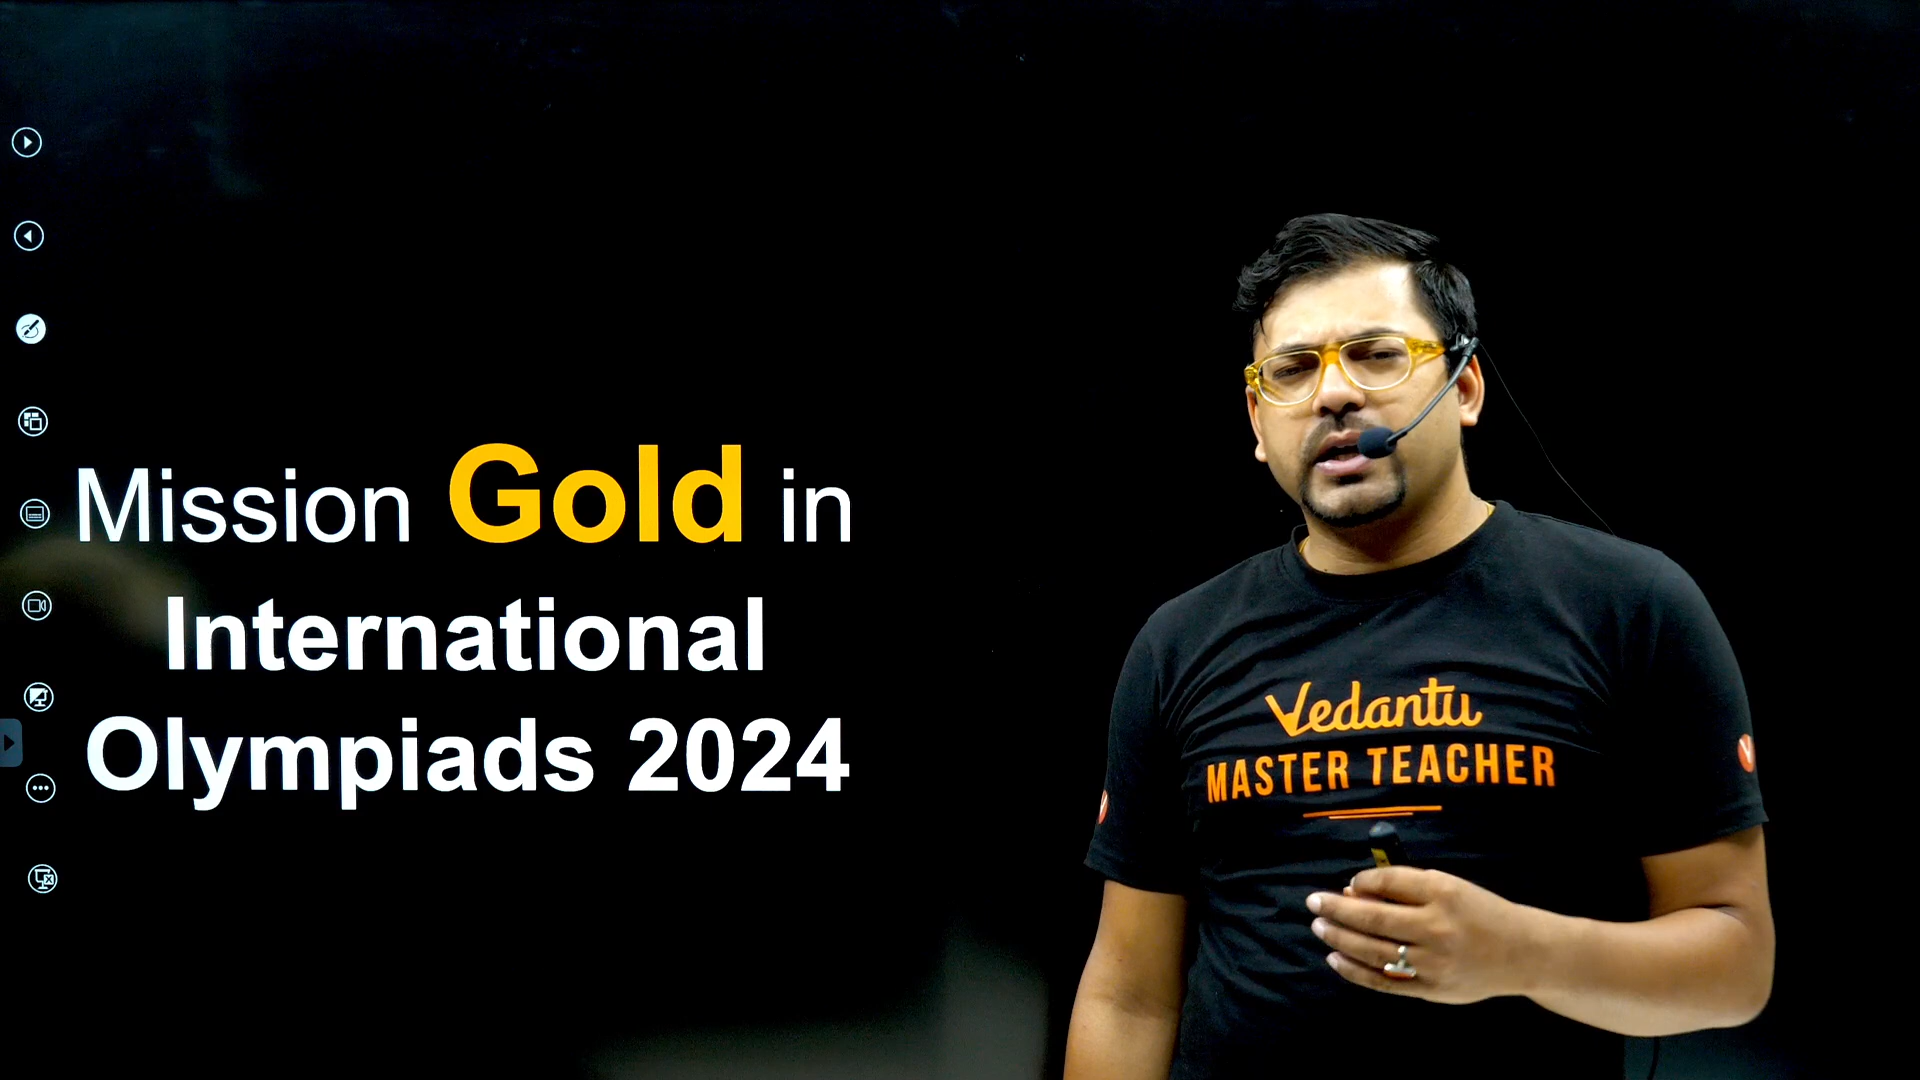 Mission Gold in
International
Olympiads 2024
Vedantu
MASTER TEACHER